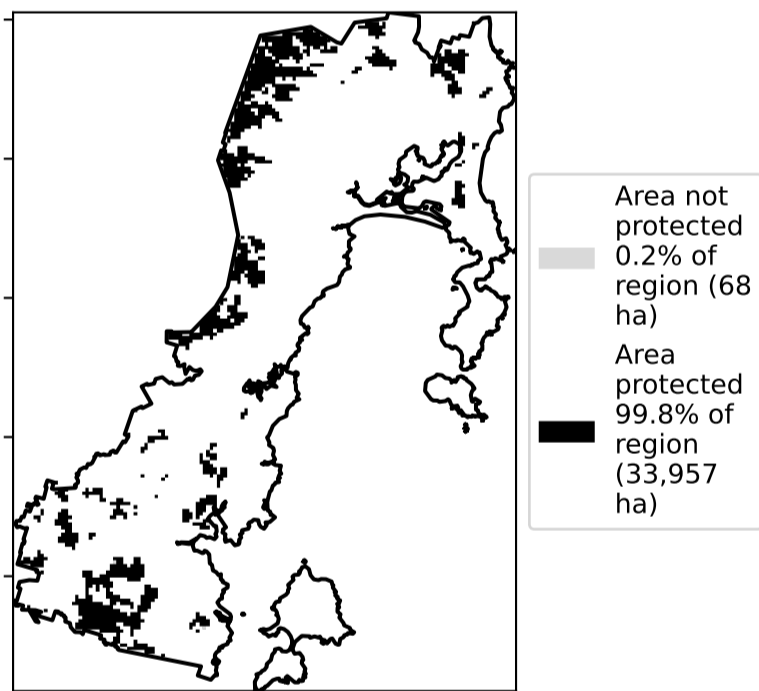 Area not
protected
0.2% of
region (68
ha)
Area
protected
99.8% of
region
(33,957
ha)